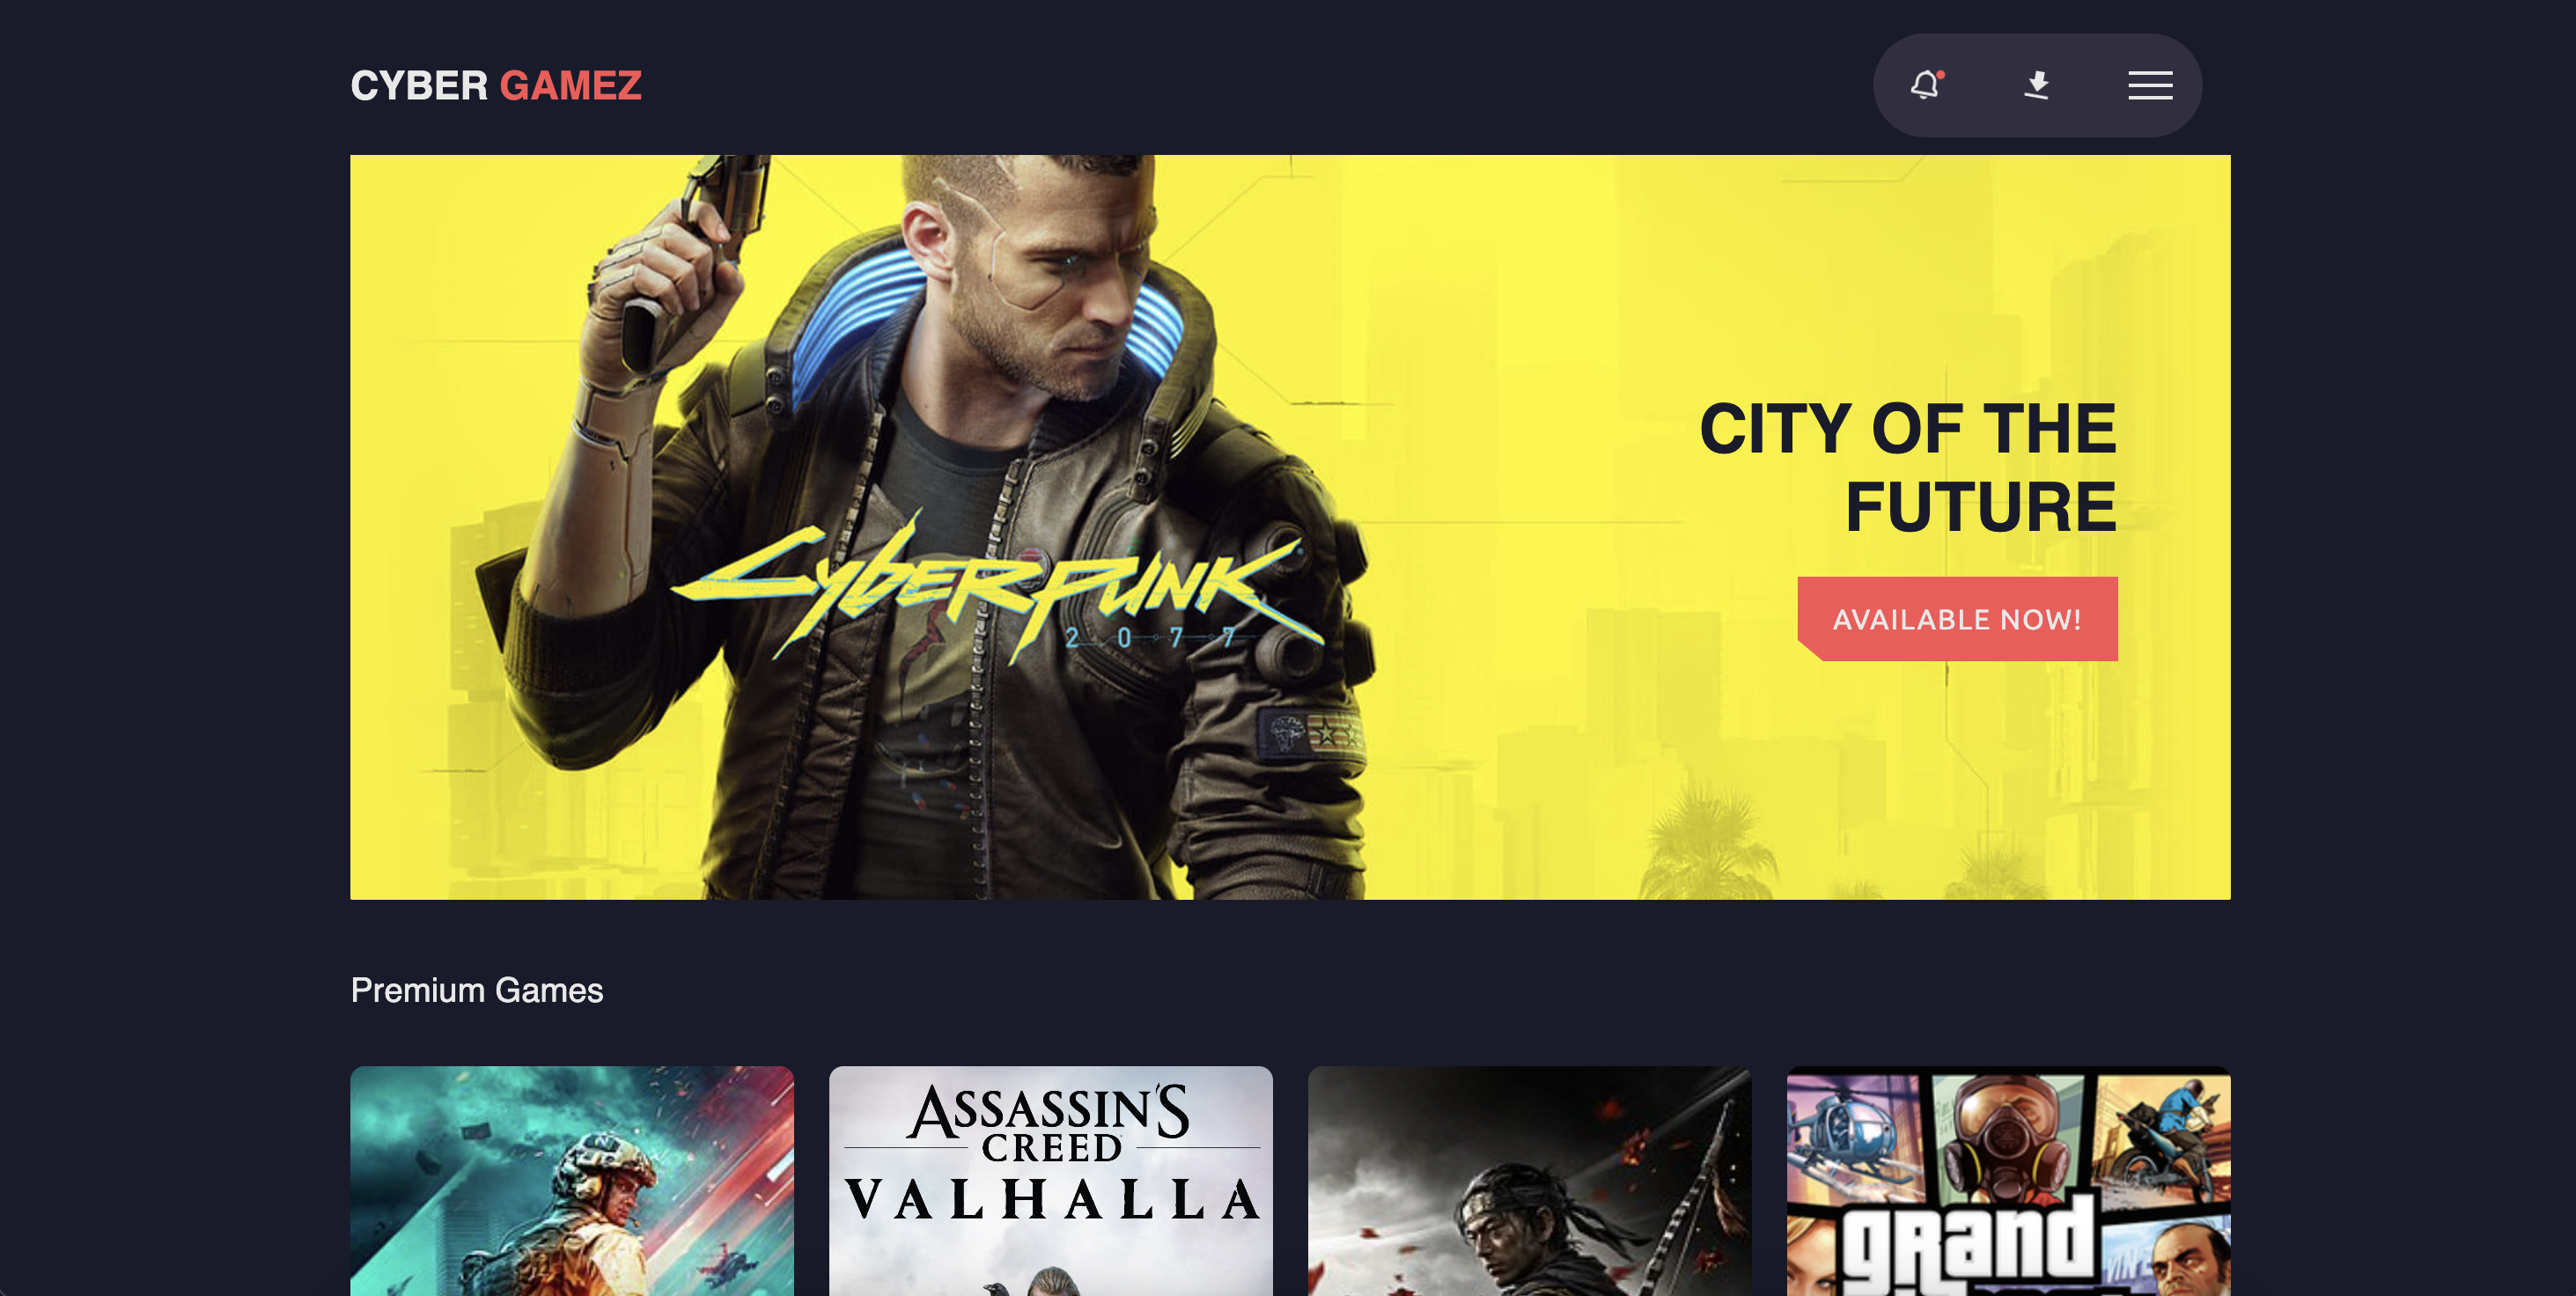 CYBER GAMEZ
CITY OF THE
FUTURE
CyberpunK
2077
AVAILABLE NOW!
Premium Games
ASSASSIN'S
CREED
VALHALLA
grand